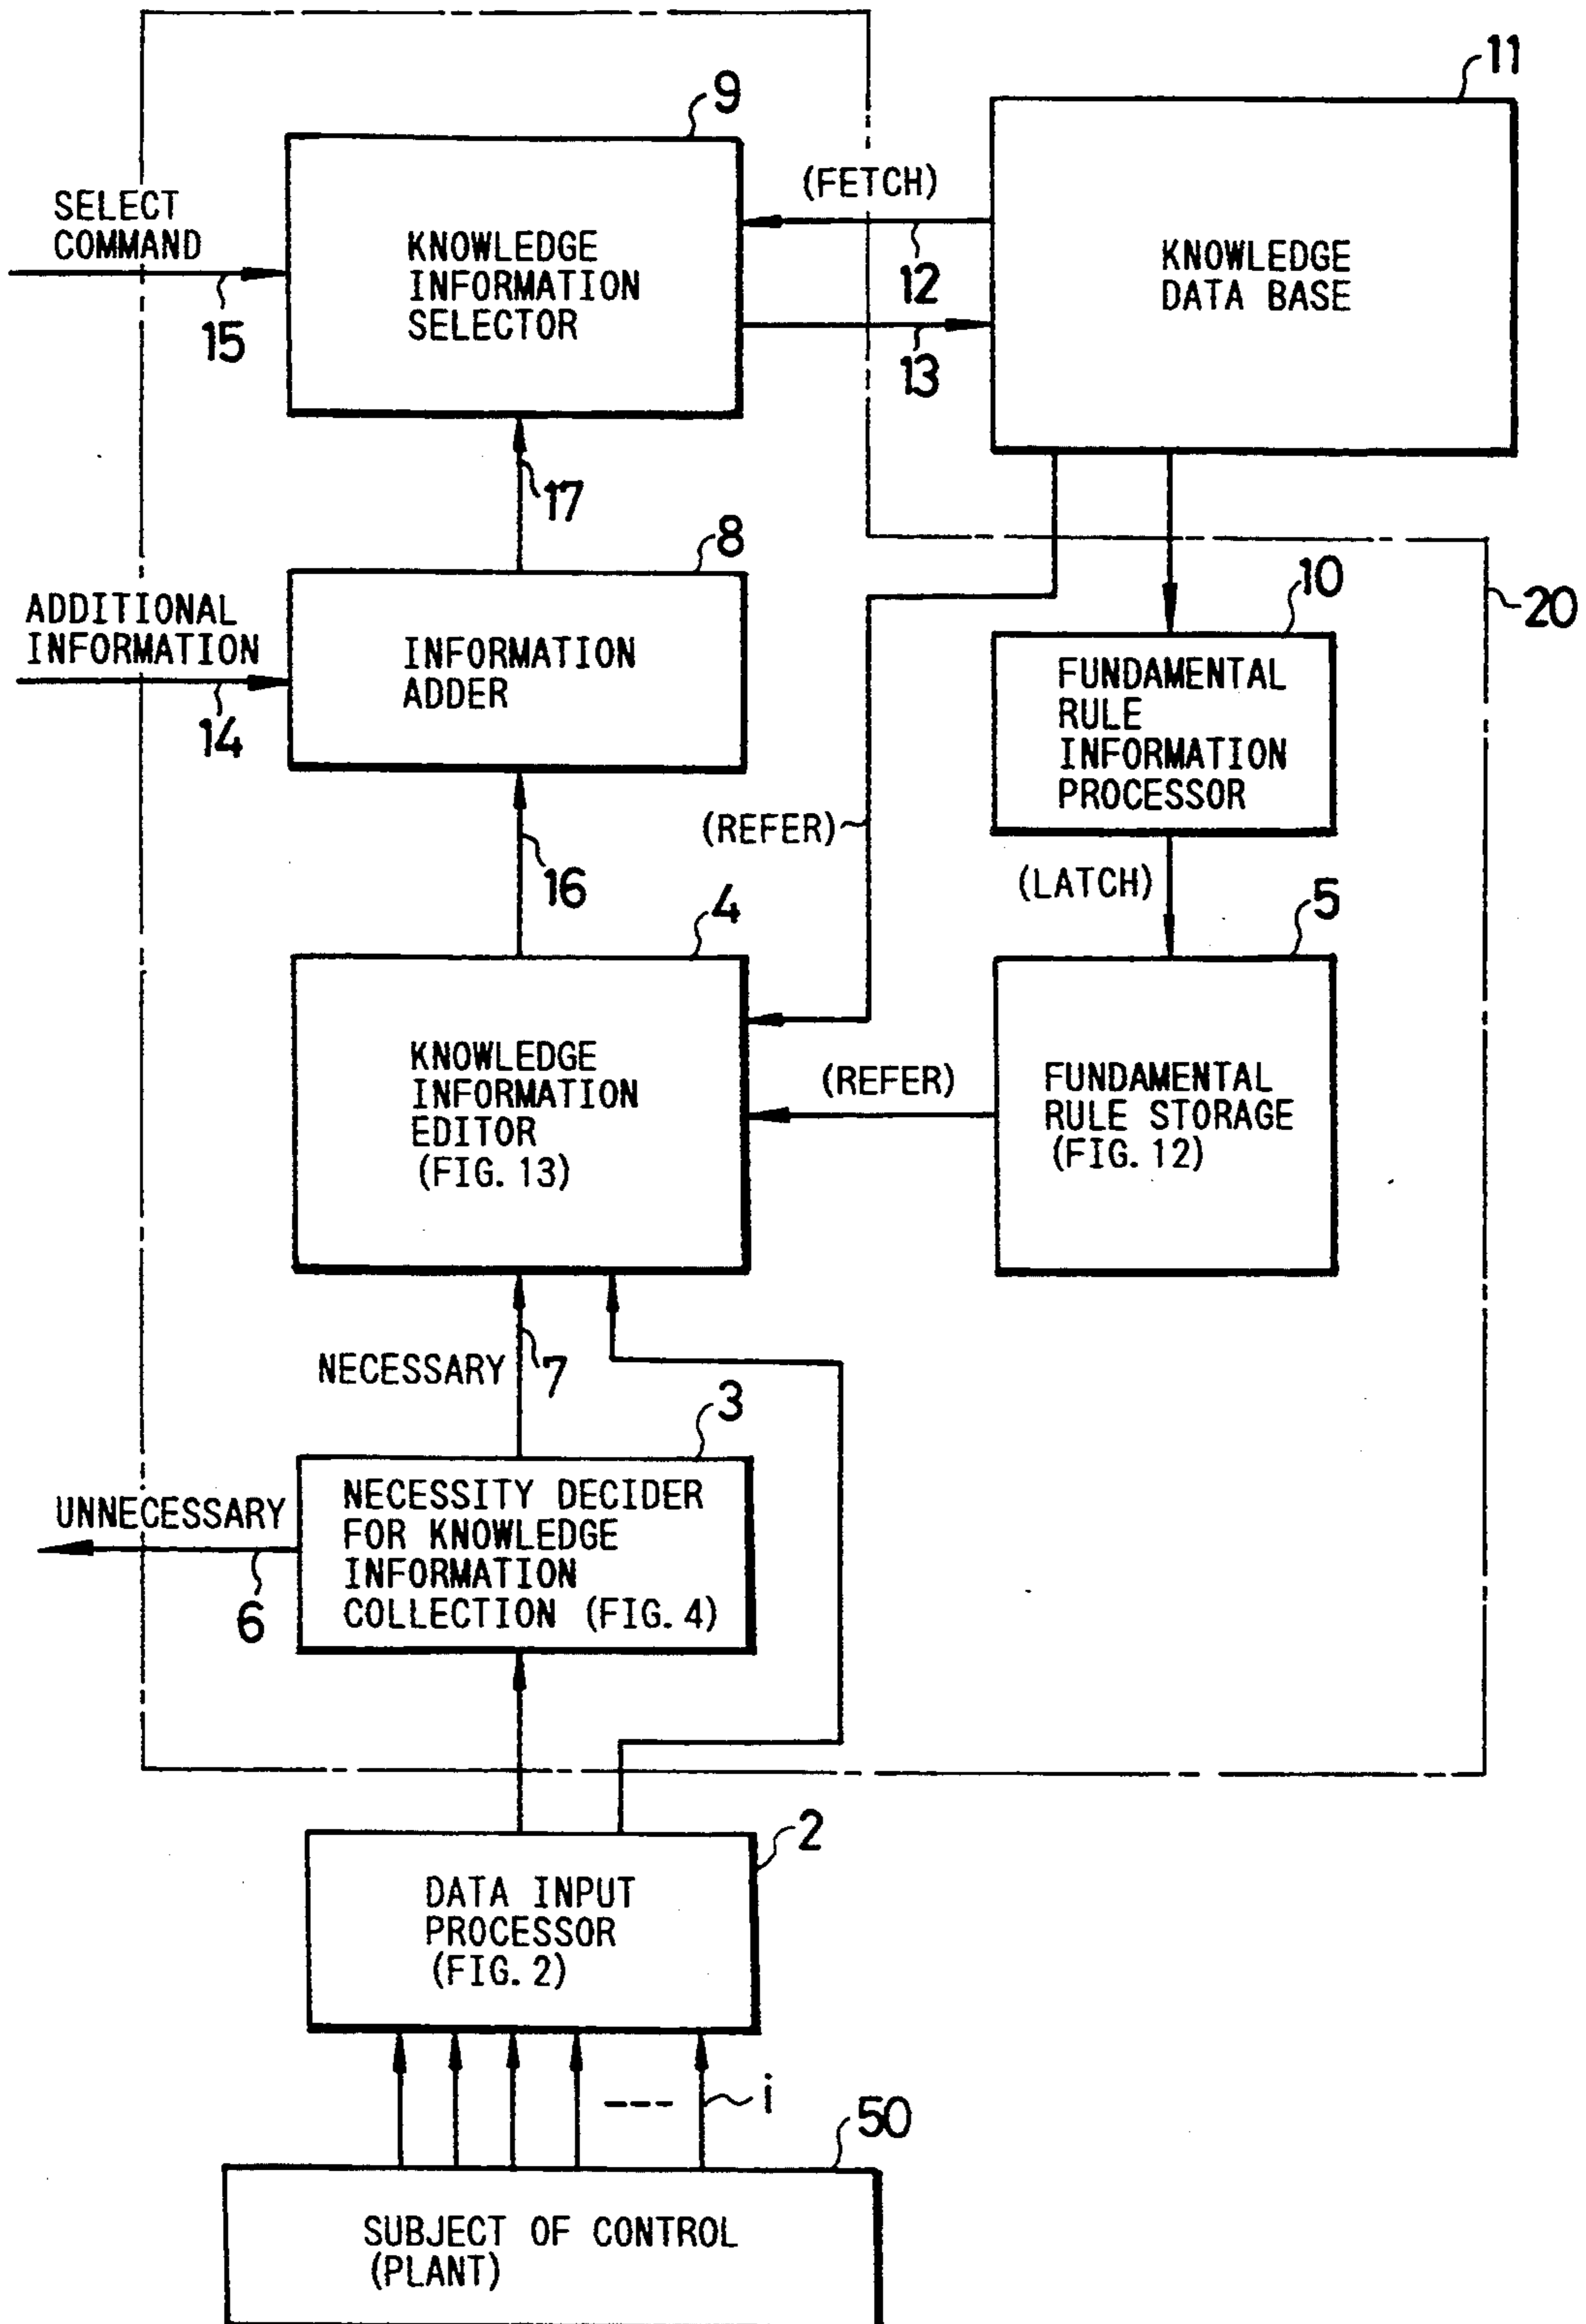 11
9
(FETCH)
SELECT
COMMAND
KNOWLEDGE
INFORMATION
SELECTOR
KNOWLEDGE
DATA BASE
12
15
13
17
8
10
20
ADDITIONAL
INFORMATION
INFORMATION
ADDER
FUNDAMENTAL
RULE
INFORMATION
PROCESSOR
14
(REFER)
16
(LATCH)
4
5
KNOWLEDGE
INFORMATION
EDITOR
(FIG. 13)
(REFER)
FUNDAMENTAL
RULE STORAGE
(FIG. 12)
NECESSARY
7
3
UNNECESSARY
NECESSITY DECIDER
FOR KNOWLEDGE
INFORMATION
COLLECTION (FIG. 4)
6
2
DATA INPUT
PROCESSOR
(FIG. 2)
---
i
50
SUBJECT OF CONTROL
(PLANT)